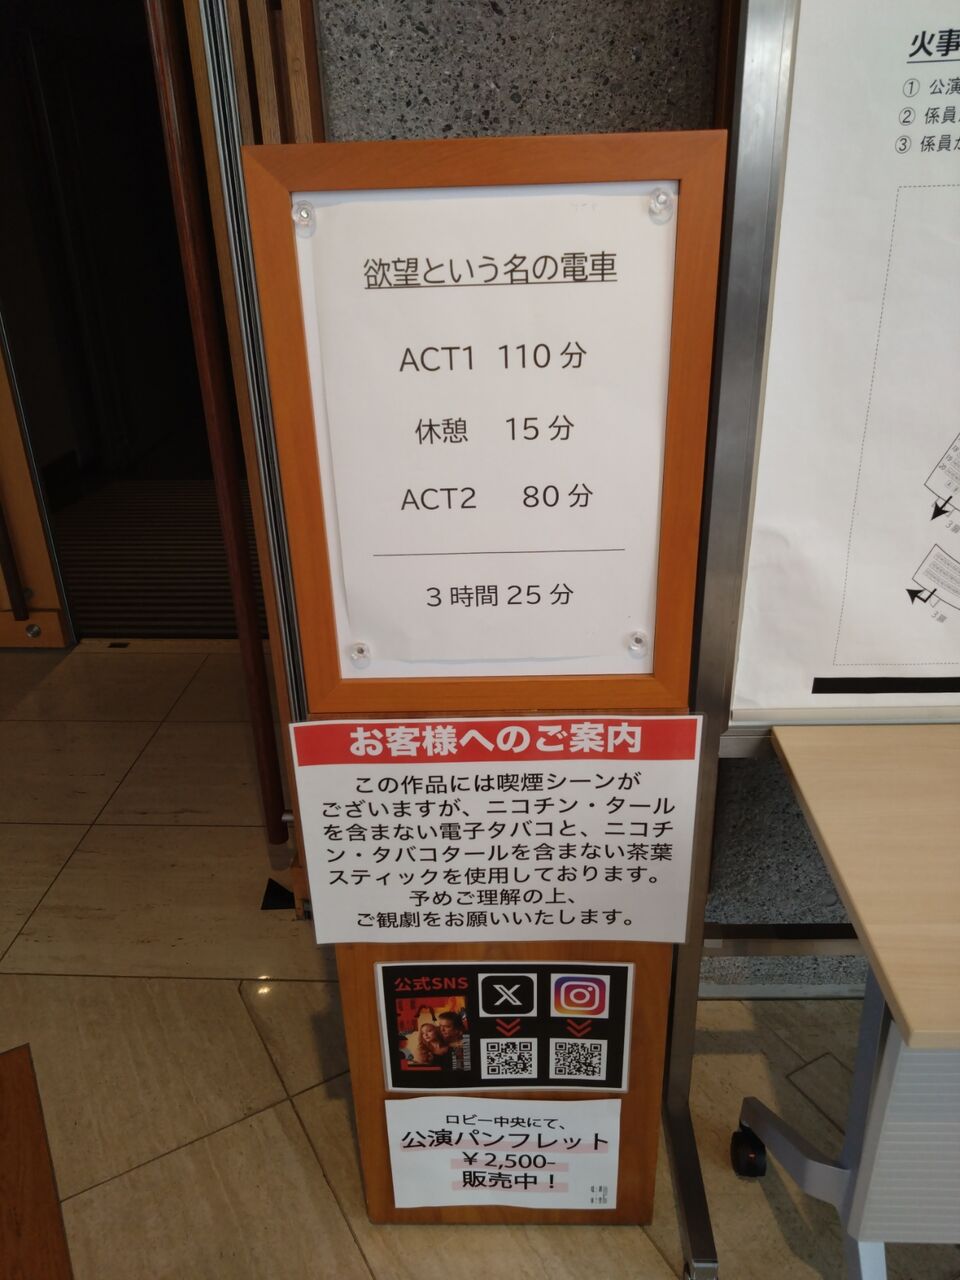 欲望という名の電車
ACT1 110分
休憩 15分
ACT2 80分
3時間25分
お客様へのご案内
この作品には喫煙シーンが
ございますが、ニコチン・タール
を含まない電子タバコと、ニコチ
ン・タバコタールを含まない茶葉
スティックを使用しております。
予めご理解の上、
ご観劇をお願いいたします。
公式SNS
ロビー中央にて、
公演パンフレット
￥2,500-
販売中！
火事
① 公演
② 係員
③ 係員が